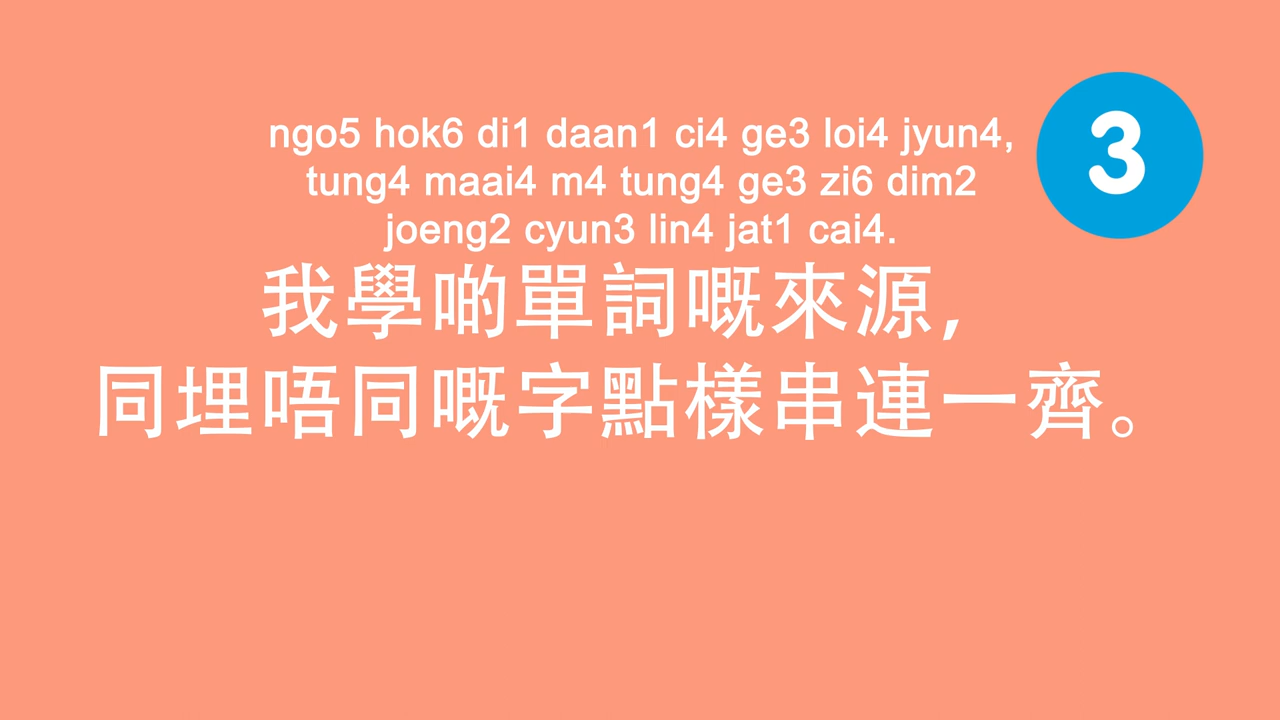 ngo5 hok6 di1 daan1 ci4 ge3 loi4 jyun4,
tung4 maai4 m4 tung4 ge3 zi6 dim2
joeng2 cyun3 lin4 jat1 cai4.
我學啲單詞嘅來源,
同埋唔同嘅字點樣串連一齊。
3